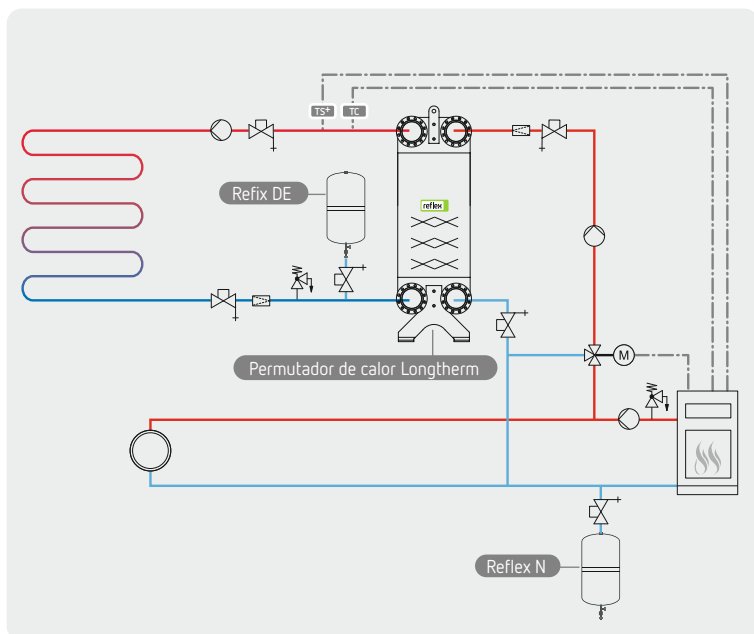 TS+ TC
Refix DE
reflex
Permutador de calor Longtherm
M
Reflex N